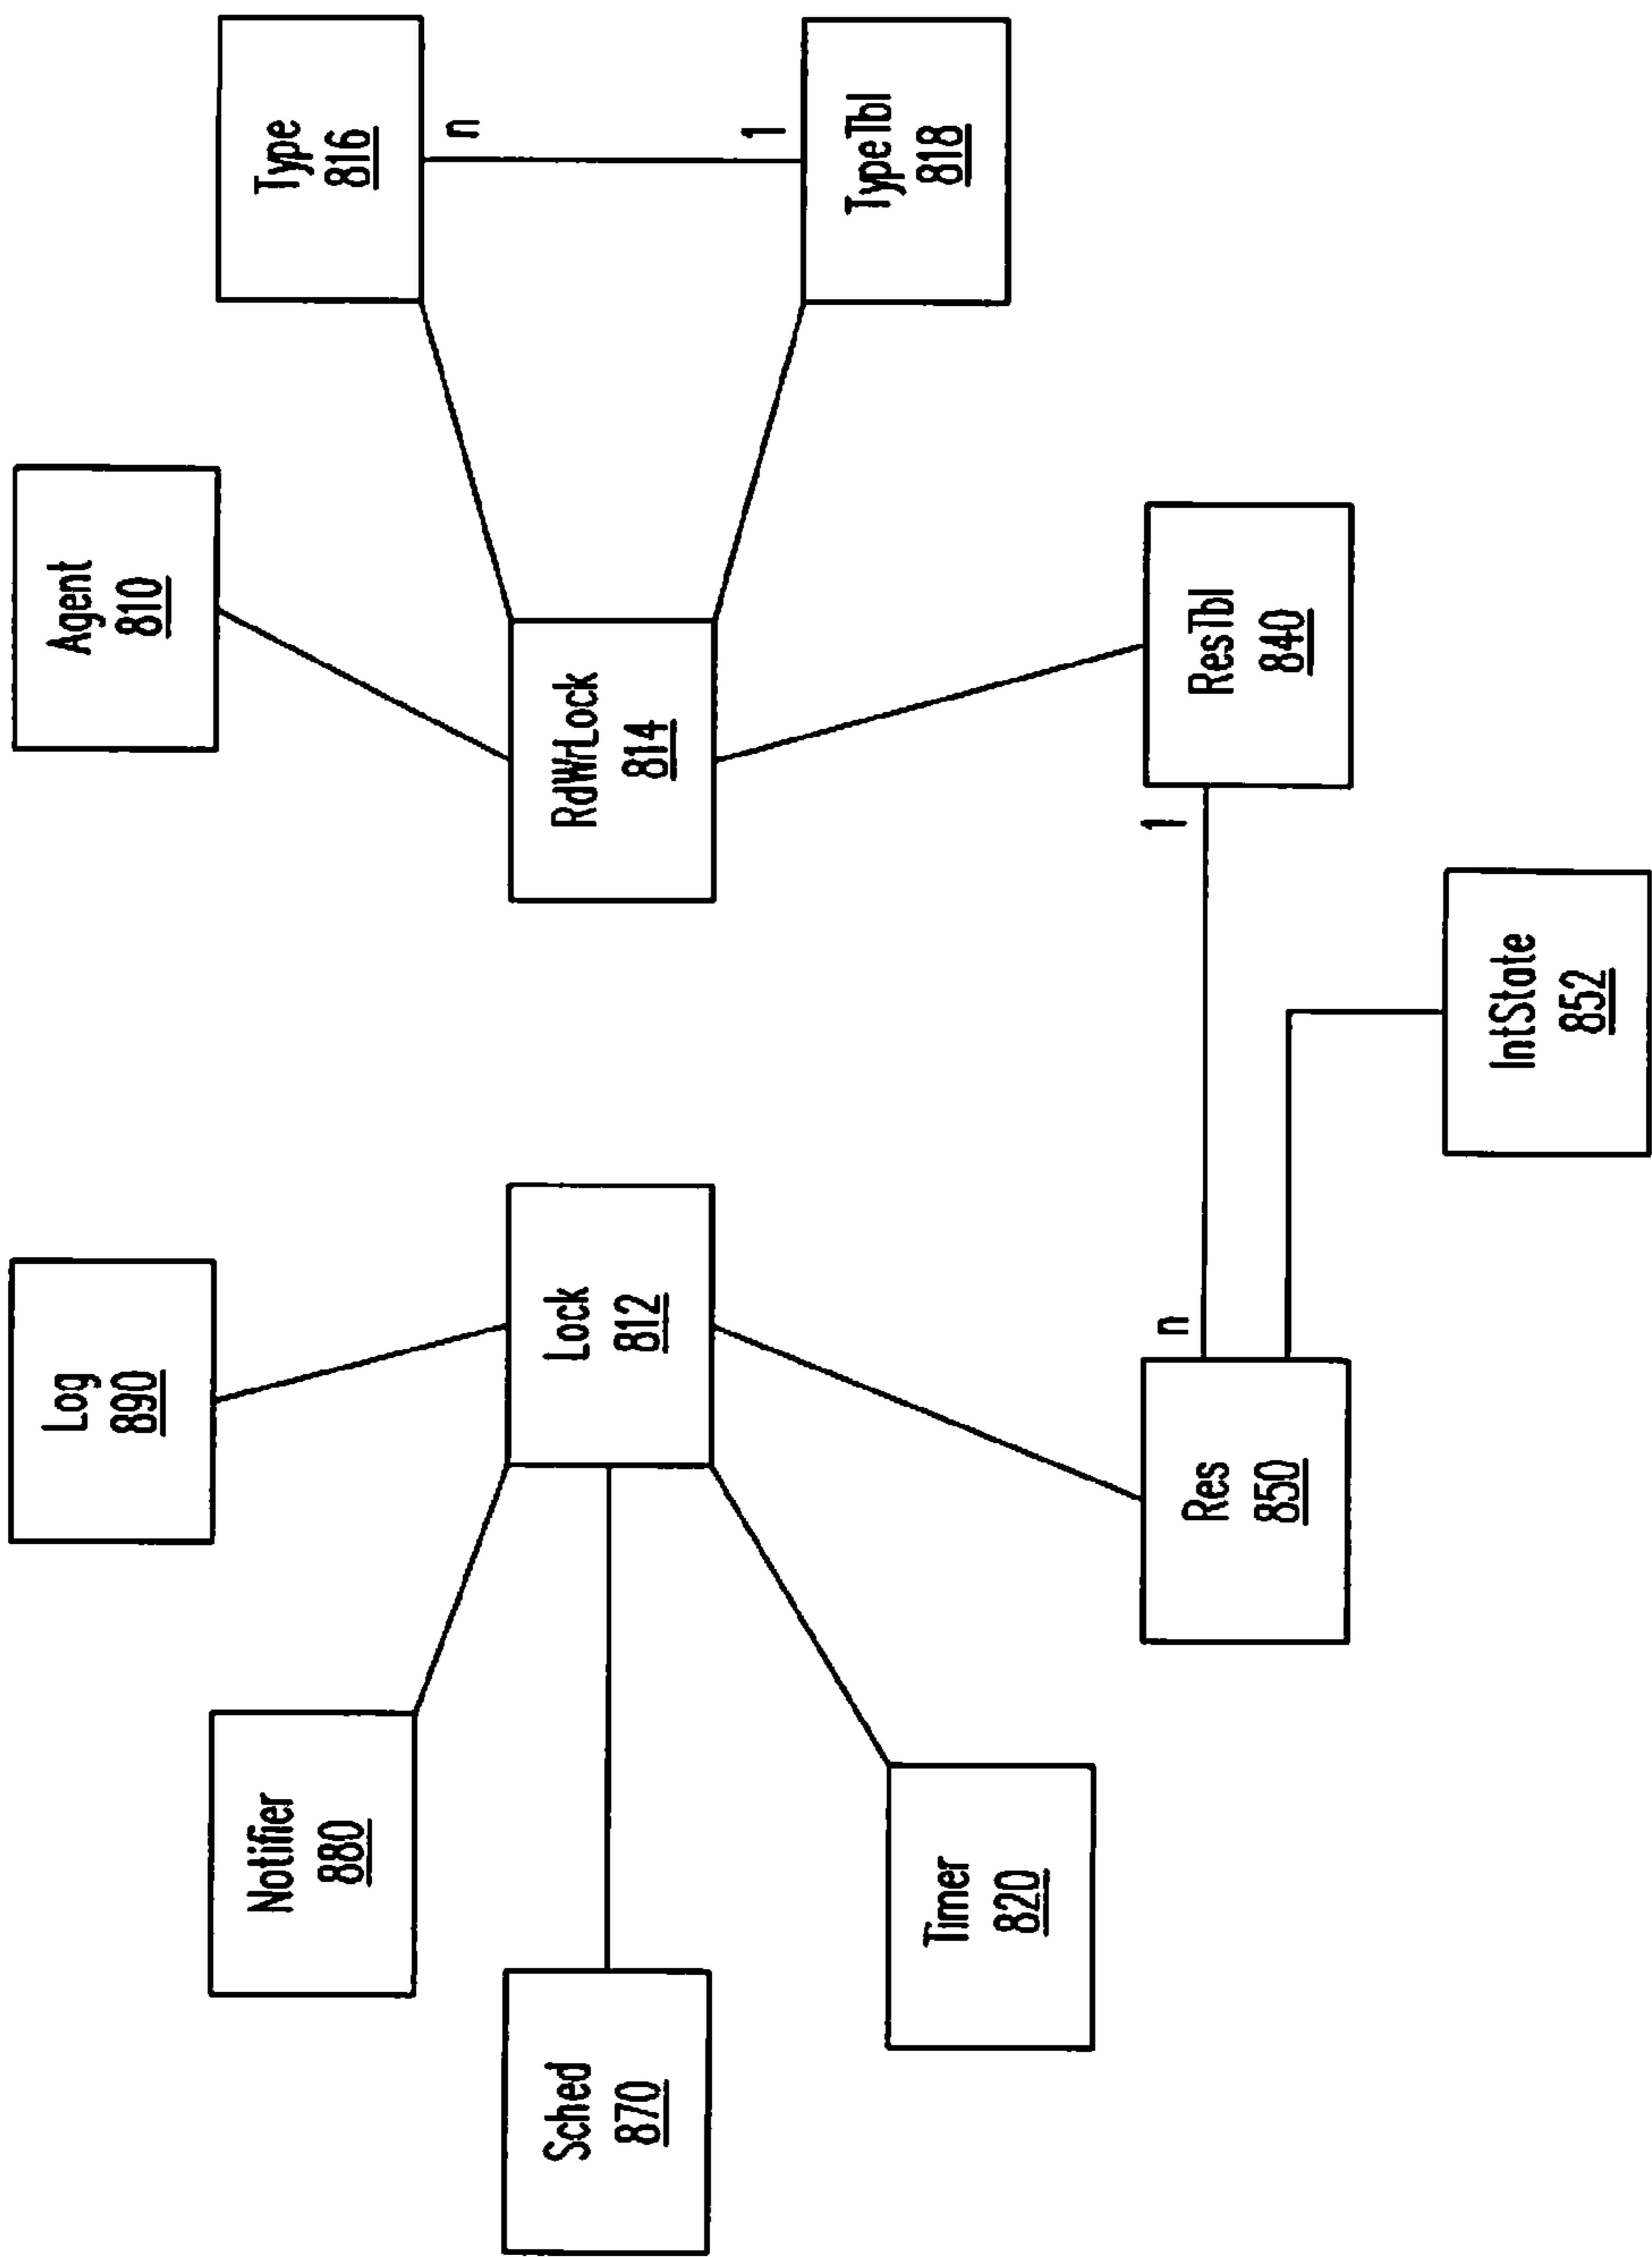 Log
890
Agent
810
Notifier
880
Type
816
n
Sched
870
Lock
812
RdWrLock
814
1
TypeTbl
818
Timer
820
Res
850
n
1
ResTbl
840
IntState
852